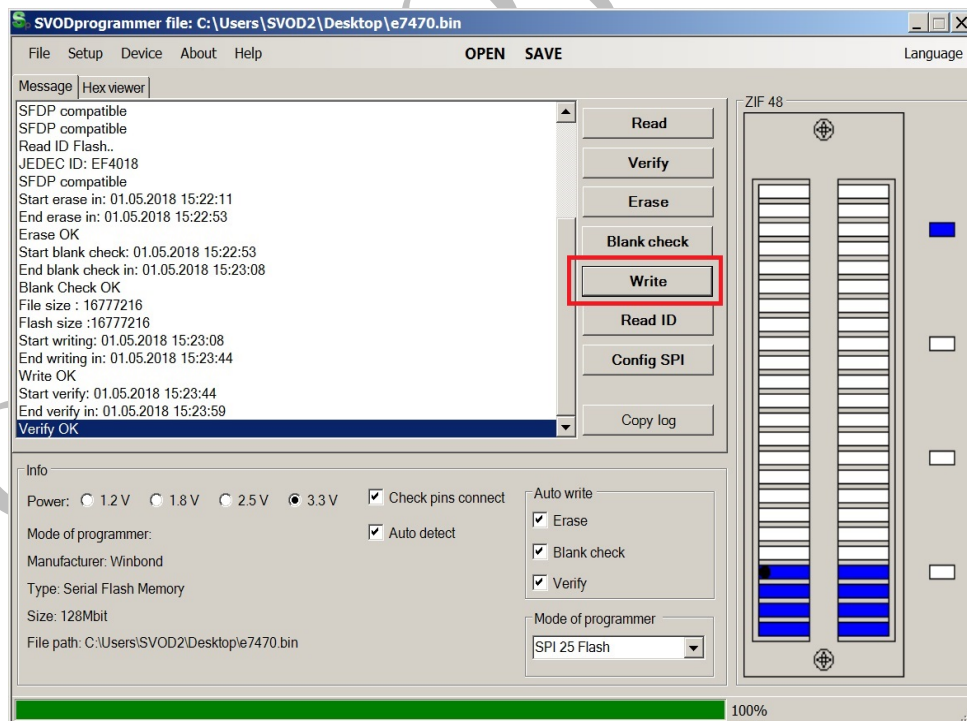 SVODprogrammer file: C:\Users\SVOD2\Desktop\e7470.bin
File Setup Device About Help OPEN SAVE Language
Message Hex viewer
SFDP compatible
SFDP compatible
Read ID Flash..
JEDEC ID: EF4018
SFDP compatible
Start erase in: 01.05.2018 15:22:11
End erase in: 01.05.2018 15:22:53
Erase OK
Start blank check: 01.05.2018 15:22:53
End blank check in: 01.05.2018 15:23:08
Blank Check OK
File size : 16777216
Flash size :16777216
Start writing: 01.05.2018 15:23:08
End writing in: 01.05.2018 15:23:44
Write OK
Start verify: 01.05.2018 15:23:44
End verify in: 01.05.2018 15:23:59
Verify OK
Read
Verify
Erase
Blank check
Write
Read ID
Config SPI
Copy log
ZIF 48
Info
Power: 1.2 V 1.8 V 2.5 V 3.3 V
Mode of programmer:
Manufacturer: Winbond
Type: Serial Flash Memory
Size: 128Mbit
File path: C:\Users\SVOD2\Desktop\e7470.bin
Check pins connect
Auto detect
Auto write
Erase
Blank check
Verify
Mode of programmer
SPI 25 Flash
100%